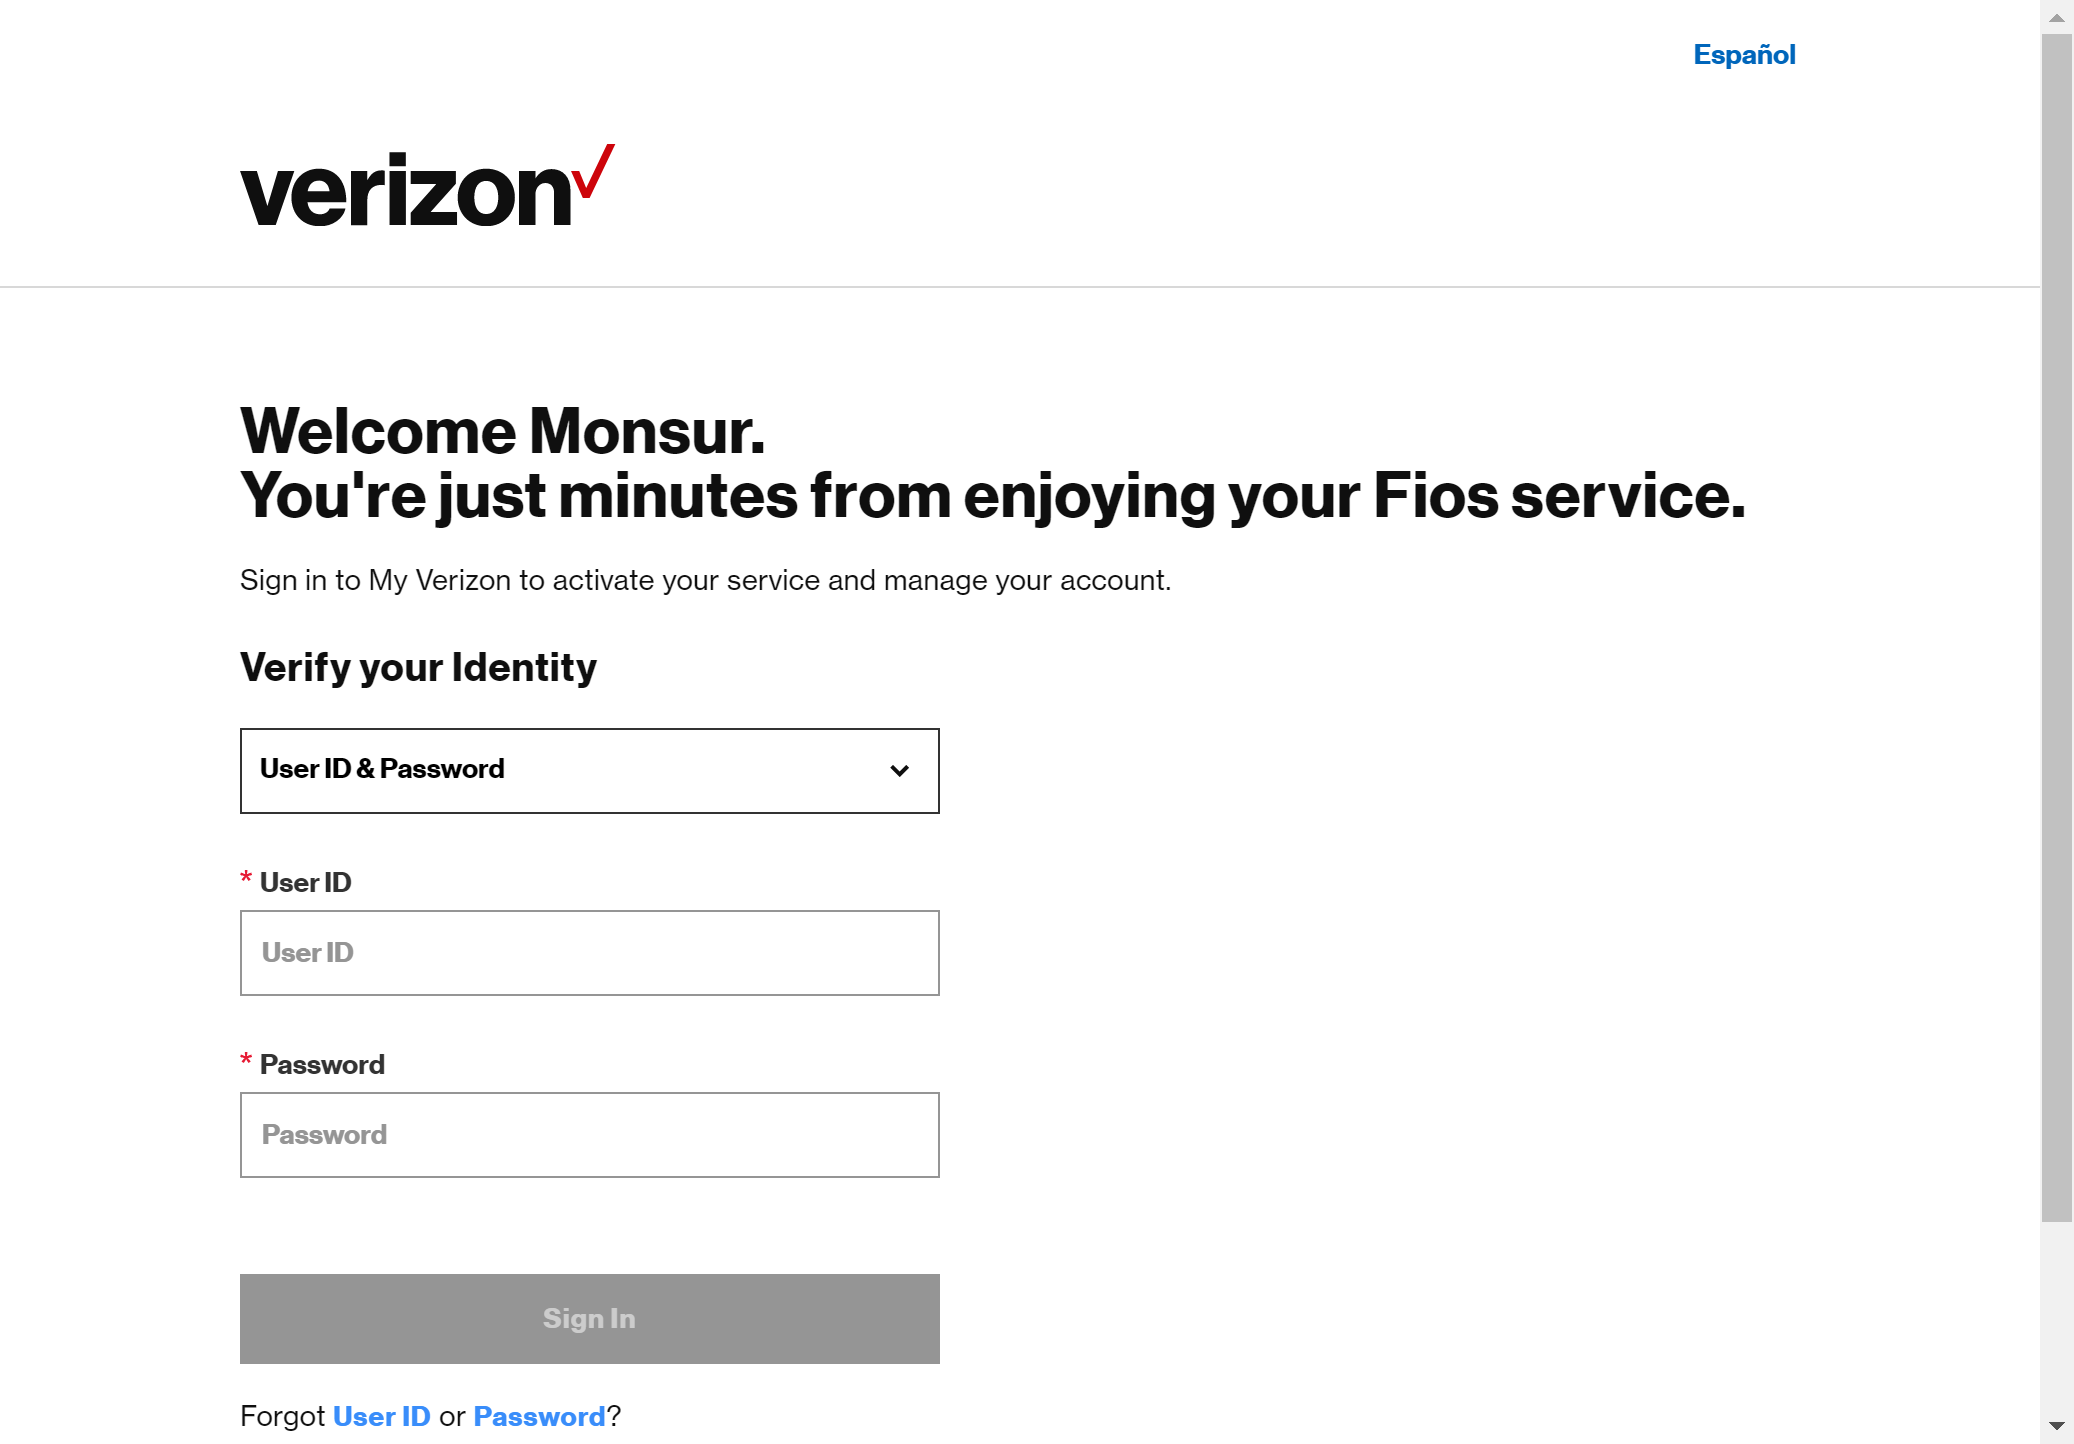 Español
verizon
Welcome Monsur.
You're just minutes from enjoying your Fios service.
Sign in to My Verizon to activate your service and manage your account.
Verify your Identity
User ID & Password
* User ID
User ID
* Password
Password
Sign In
Forgot User ID or Password?